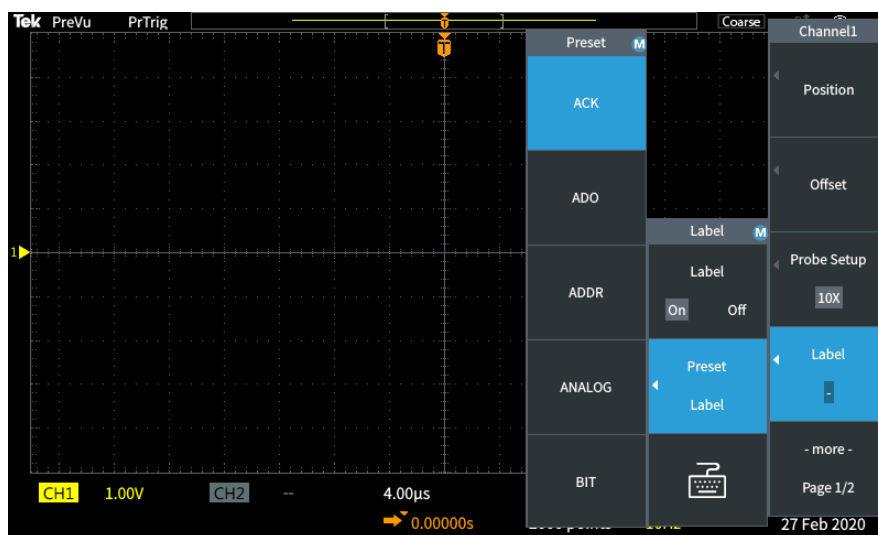 Tek PreVu PrTrig
Coarse
T
T
1
Preset M
ACK
ADO
ADDR
ANALOG
BIT
Label M
Label
On Off
Preset
Label
Channel1
Position
Offset
Probe Setup
10X
Label
-
- more -
Page 1/2
CH1 1.00V CH2 -- 4.00µs
0.00000s
27 Feb 2020